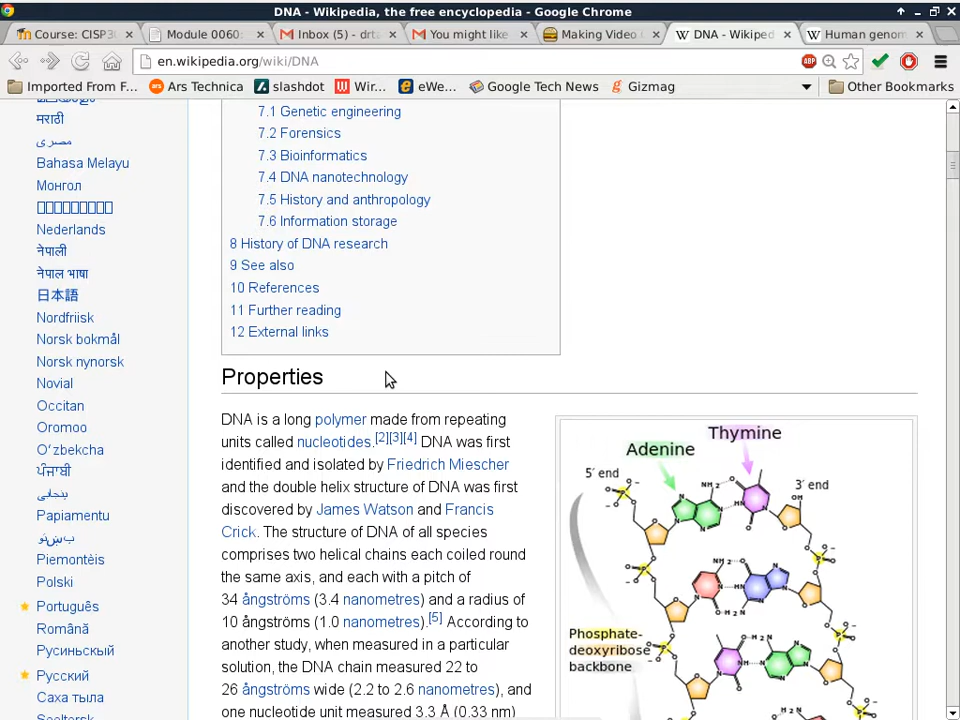 DNA - Wikipedia, the free encyclopedia - Google Chrome
Course: CISP3
Module 0060:
Inbox (5) - drt
You might like
Making Video
DNA - Wikiped
Human genom
en.wikipedia.org/wiki/DNA
ABP
Imported From F...
Ars Technica
slashdot
Wir...
eWe...
Google Tech News
Gizmag
Other Bookmarks
मराठी
مصرى
Bahasa Melayu
Монгол
Nederlands
नेपाली
नेपाल भाषा
日本語
Nordfriisk
Norsk bokmål
Norsk nynorsk
Novial
Occitan
Oromoo
Oʻzbekcha
ਪੰਜਾਬੀ
پنجابی
Papiamentu
پښتو
Piemontèis
Polski
Português
Română
Русиньскый
Русский
Саха тыла
7.1 Genetic engineering
7.2 Forensics
7.3 Bioinformatics
7.4 DNA nanotechnology
7.5 History and anthropology
7.6 Information storage
8 History of DNA research
9 See also
10 References
11 Further reading
12 External links
Properties
DNA is a long polymer made from repeating
units called nucleotides.[2][3][4] DNA was first
identified and isolated by Friedrich Miescher
and the double helix structure of DNA was first
discovered by James Watson and Francis
Crick. The structure of DNA of all species
comprises two helical chains each coiled round
the same axis, and each with a pitch of
34 ångströms (3.4 nanometres) and a radius of
10 ångströms (1.0 nanometres).[5] According to
another study, when measured in a particular
solution, the DNA chain measured 22 to
26 ångströms wide (2.2 to 2.6 nanometres), and
one nucleotide unit measured 3.3 Å (0.33 nm)
Thymine
Adenine
5′ end
3′ end
Phosphate-
deoxyribose
backbone